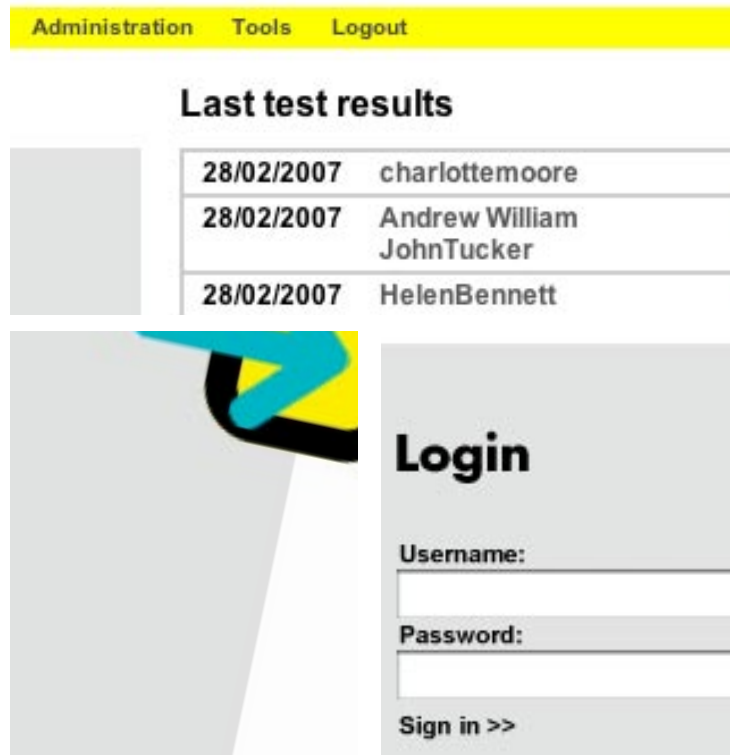 Administration Tools Logout
Last test results
28/02/2007 charlottemoore
28/02/2007 Andrew William
JohnTucker
28/02/2007 HelenBennett
Login
Username:
Password:
Sign in >>